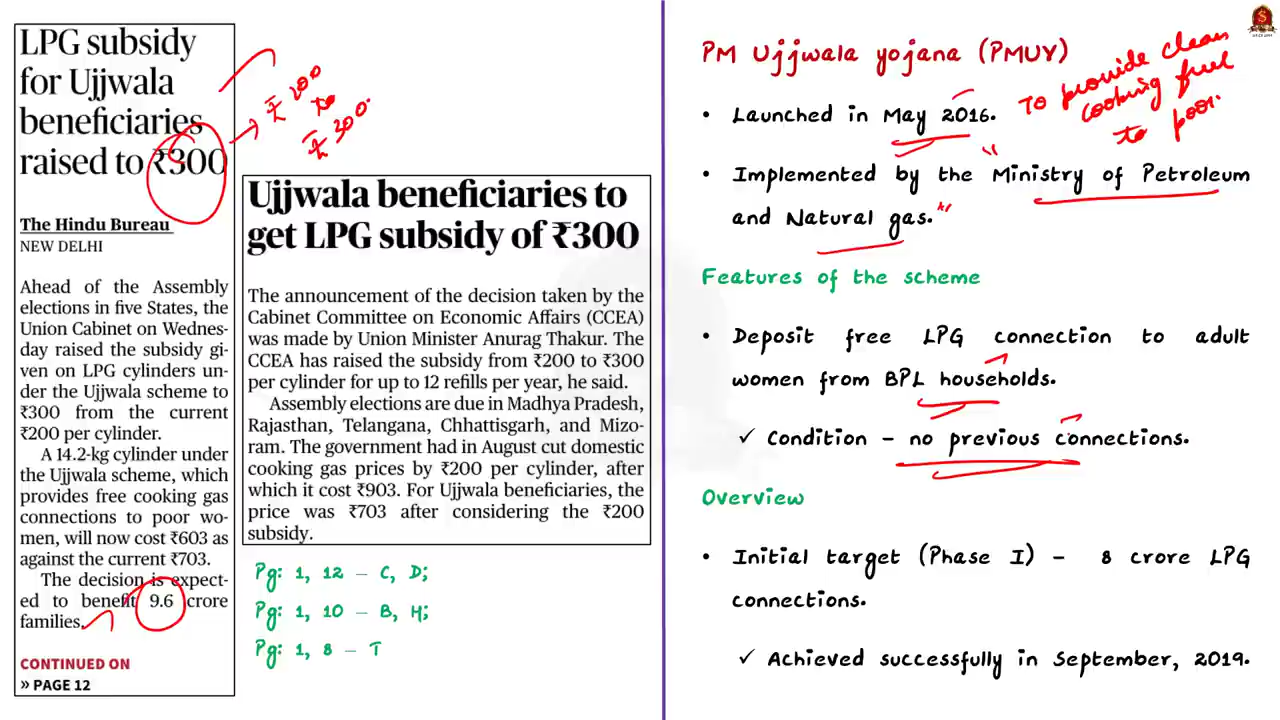 LPG subsidy
for Ujjwala
beneficiaries
raised to ₹300
₹ 200
to
₹ 300.
The Hindu Bureau
NEW DELHI
Ahead of the Assembly
elections in five States, the
Union Cabinet on Wednes-
day raised the subsidy gi-
ven on LPG cylinders un-
der the Ujjwala scheme to
₹300 from the current
₹200 per cylinder.
A 14.2-kg cylinder under
the Ujjwala scheme, which
provides free cooking gas
connections to poor wo-
men, will now cost ₹603 as
against the current ₹703.
The decision is expect-
ed to benefit 9.6 crore
families.
CONTINUED ON
» PAGE 12
Ujjwala beneficiaries to
get LPG subsidy of ₹300
The announcement of the decision taken by the
Cabinet Committee on Economic Affairs (CCEA)
was made by Union Minister Anurag Thakur. The
CCEA has raised the subsidy from ₹200 to ₹300
per cylinder for up to 12 refills per year, he said.
Assembly elections are due in Madhya Pradesh,
Rajasthan, Telangana, Chhattisgarh, and Mizo-
ram. The government had in August cut domestic
cooking gas prices by ₹200 per cylinder, after
which it cost ₹903. For Ujjwala beneficiaries, the
price was ₹703 after considering the ₹200
subsidy.
Pg: 1, 12 – C, D;
Pg: 1, 10 – B, H;
Pg: 1, 8 – T
PM Ujjwala yojana (PMUY)
To provide clean
cooking fuel
to poor.
• Launched in May 2016.
• Implemented by the "Ministry of Petroleum
and Natural gas."
Features of the scheme
• Deposit free LPG connection to adult
women from BPL households.
✓ Condition – no previous connections.
Overview
• Initial target (Phase I) – 8 crore LPG
connections.
✓ Achieved successfully in September, 2019.